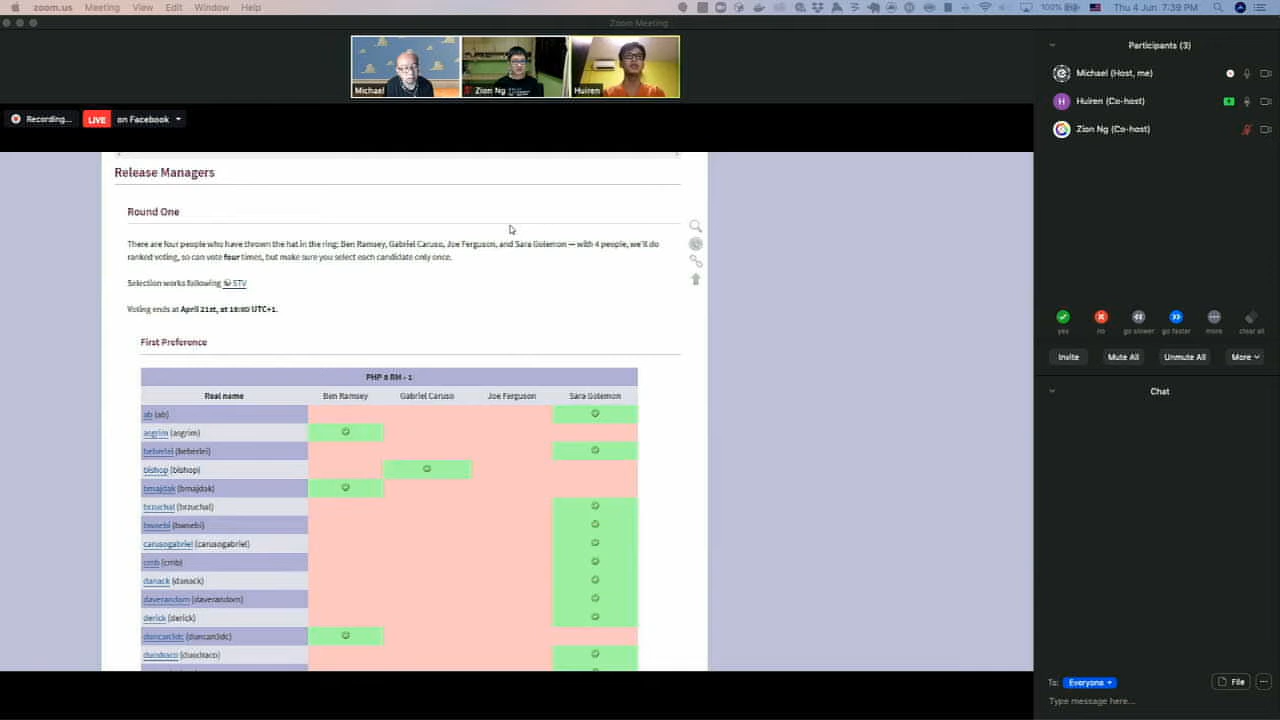 zoom.us Meeting View Edit Window Help 100% Thu 4 Jun 7:39 PM
Zoom Meeting
Michael Zion Ng Huiren
Recording... LIVE on Facebook
Participants (3)
Michael (Host, me)
Huiren (Co-host)
Zion Ng (Co-host)
yes no go slower go faster more clear all
Invite Mute All Unmute All More
Chat
To: Everyone File
Type message here...
Release Managers
Round One
There are four people who have thrown the hat in the ring: Ben Ramsey, Gabriel Caruso, Joe Ferguson, and Sara Golemon — with 4 people, we'll do
ranked voting, so can vote four times, but make sure you select each candidate only once.
Selection works following STV
Voting ends at April 21st, at 18:00 UTC+1.
First Preference
PHP 8 RM - 1
Real name Ben Ramsey Gabriel Caruso Joe Ferguson Sara Golemon
ab (ab)
asgrim (asgrim)
beberlei (beberlei)
bishop (bishop)
bmajdak (bmajdak)
brzuchal (brzuchal)
bwoebi (bwoebi)
carusogabriel (carusogabriel)
cmb (cmb)
danack (danack)
daverandom (daverandom)
derick (derick)
duncan3dc (duncan3dc)
duodraco (duodraco)